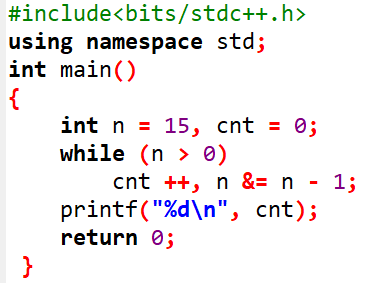 #include<bits/stdc++.h>
using namespace std;
int main()
{
    int n = 15, cnt = 0;
    while (n > 0)
        cnt ++, n &= n - 1;
    printf("%d\n", cnt);
    return 0;
 }